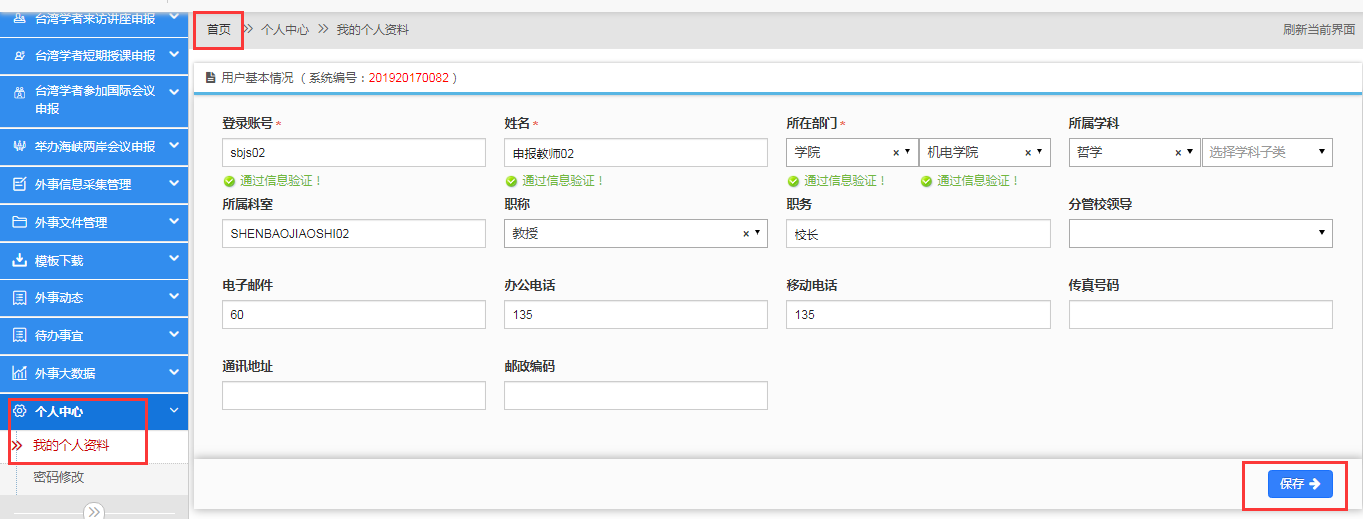 台湾学者来访讲座申报
台湾学者短期授课申报
台湾学者参加国际会议
申报
举办海峡两岸会议申报
外事信息采集管理
外事文件管理
模板下载
外事动态
待办事宜
外事大数据
个人中心
我的个人资料
密码修改
首页 个人中心 我的个人资料 刷新当前界面
用户基本情况 (系统编号:201920170082)
登录账号* 姓名* 所在部门* 所属学科
sbjs02 申报教师02 学院 × 机电学院 × 哲学 × 选择学科子类
通过信息验证! 通过信息验证! 通过信息验证! 通过信息验证!
所属科室 职称 职务 分管校领导
SHENBAOJIAOSHI02 教授 × 校长
电子邮件 办公电话 移动电话 传真号码
60 135 135
通讯地址 邮政编码
保存